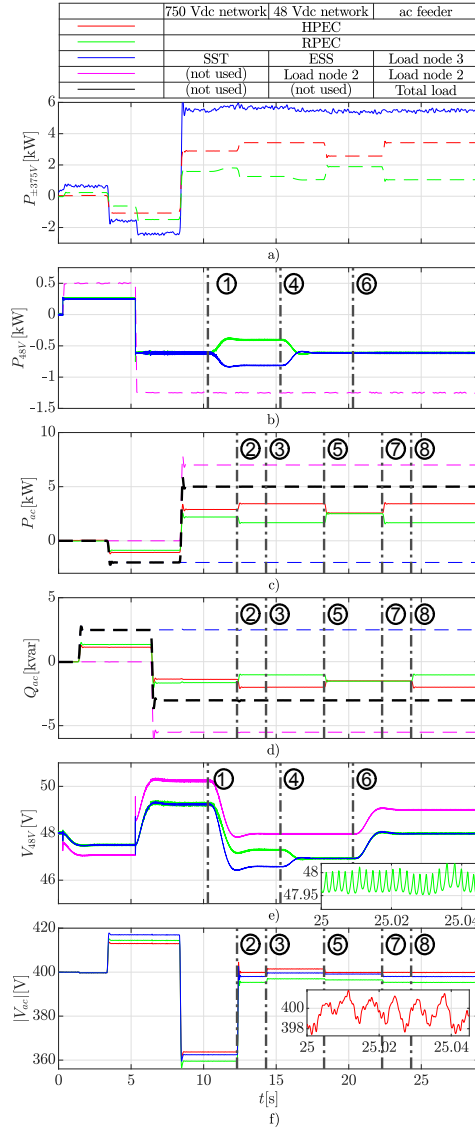 750 Vdc network 48 Vdc network ac feeder
HPEC
RPEC
SST ESS Load node 3
(not used) Load node 2 Load node 2
(not used) (not used) Total load
6
4
2
0
−2
P±375V [kW]
a)
0.5
0
−0.5
−1
−1.5
P48V [kW]
① ④ ⑥
b)
10
5
0
P_ac [kW]
② ③ ⑤ ⑦ ⑧
c)
5
0
−5
Q_ac [kvar]
② ③ ⑤ ⑦ ⑧
d)
50
48
46
V48V [V]
① ④ ⑥
48
47.95
25 25.02 25.04
e)
420
400
380
360
|V_ac| [V]
② ③ ⑤ ⑦ ⑧
400
398
25 25.02 25.04
0 5 10 15 20 25
t[s]
f)